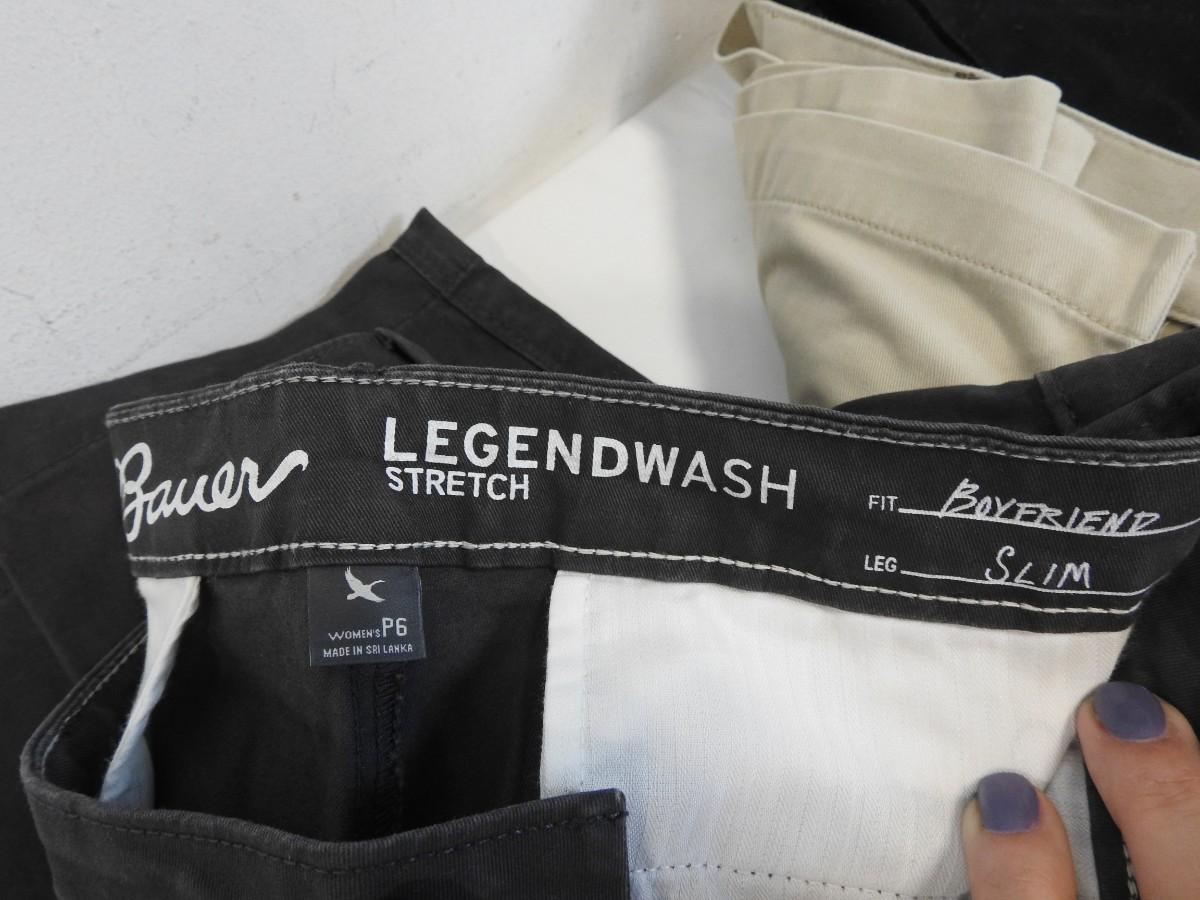 Bauer
LEGENDWASH
STRETCH
FIT BOYFRIEND
LEG SLIM
WOMEN'S P6
MADE IN SRI LANKA